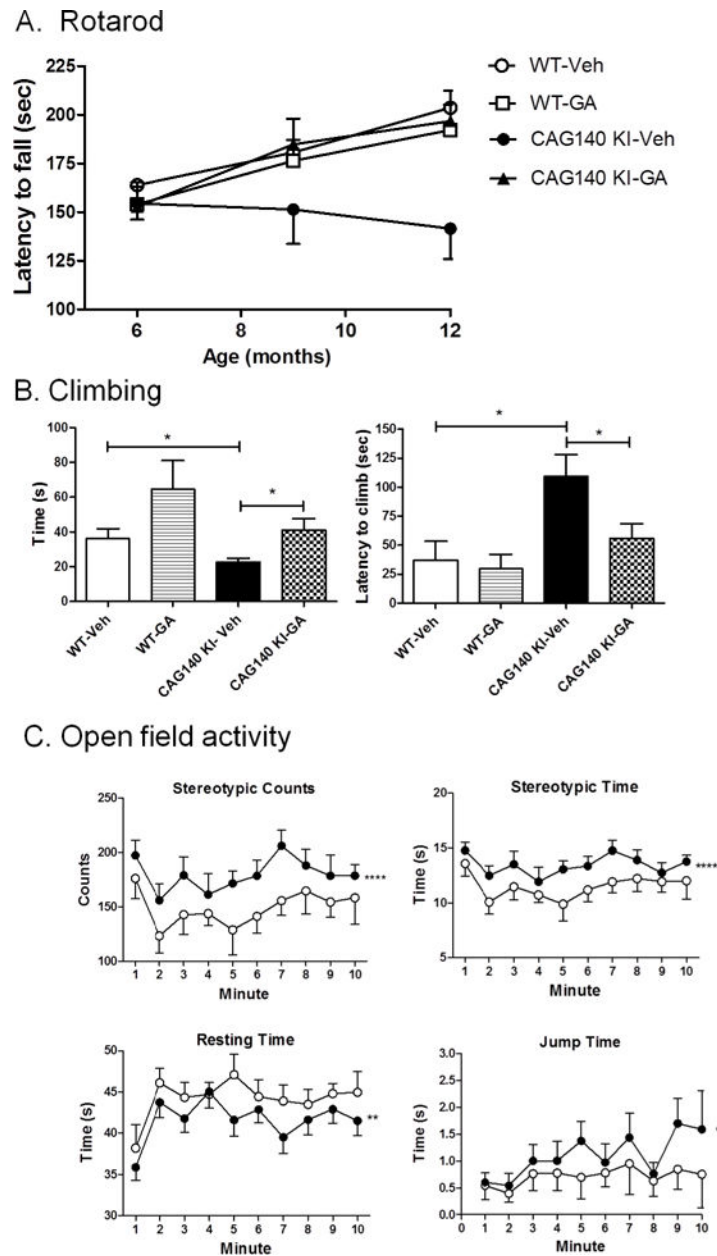 A. Rotarod
Latency to fall (sec)
225
200
175
150
125
100
6
8
10
12
Age (months)
WT-Veh
WT-GA
CAG140 KI-Veh
CAG140 KI-GA
B. Climbing
Time (s)
100
80
60
40
20
0
*
*
WT-Veh
WT-GA
CAG140 KI- Veh
CAG140 KI-GA
Latency to climb (sec)
150
125
100
75
50
25
0
*
*
WT-Veh
WT-GA
CAG140 KI-Veh
CAG140 KI-GA
C. Open field activity
Stereotypic Counts
Counts
250
200
150
100
****
1 2 3 4 5 6 7 8 9 10
Minute
Stereotypic Time
Time (s)
20
15
10
5
****
1 2 3 4 5 6 7 8 9 10
Minute
Resting Time
Time (s)
50
45
40
35
30
**
1 2 3 4 5 6 7 8 9 10
Minute
Jump Time
Time (s)
3.0
2.5
2.0
1.5
1.0
0.5
0.0
0 1 2 3 4 5 6 7 8 9 10
Minute